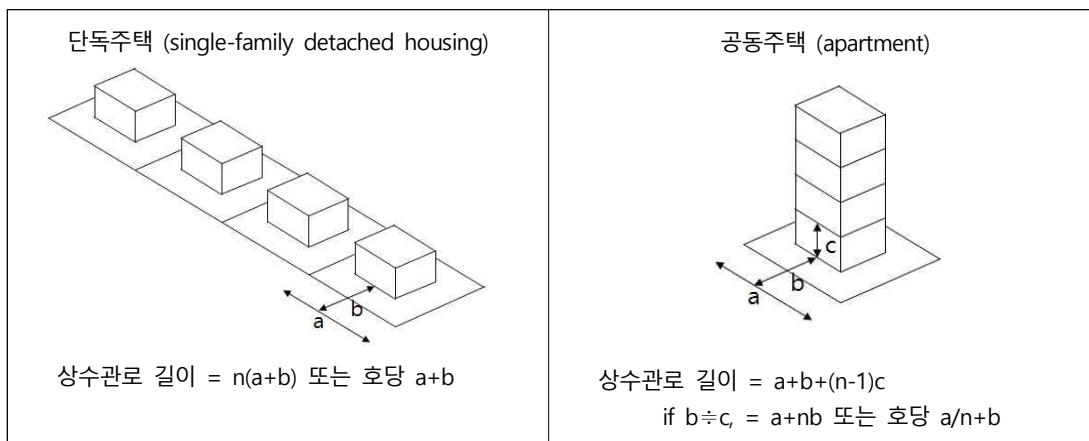 단독주택 (single-family detached housing)
a
b
상수관로 길이 = n(a+b) 또는 호당 a+b
공동주택 (apartment)
c
b
a
상수관로 길이 = a+b+(n-1)c
if b≑c, = a+nb 또는 호당 a/n+b